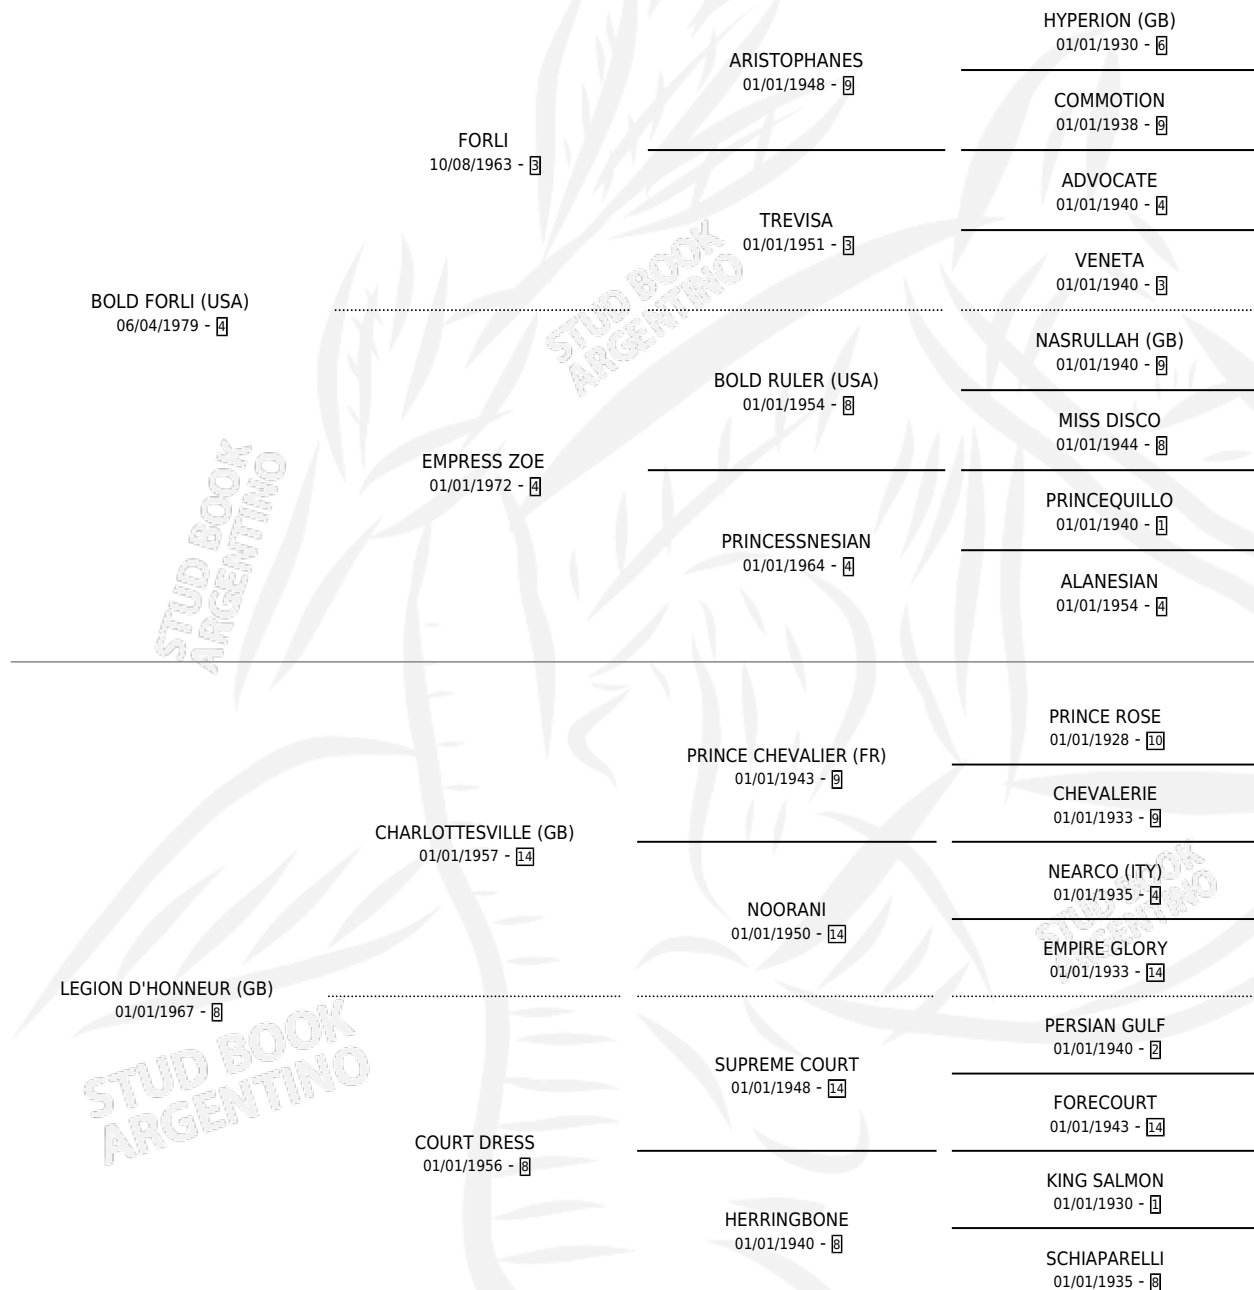 HYPERION (GB)
01/01/1930 - 6
ARISTOPHANES
01/01/1948 - 9
COMMOTION
01/01/1938 - 9
FORLI
10/08/1963 - 3
ADVOCATE
01/01/1940 - 4
TREVISA
01/01/1951 - 3
VENETA
01/01/1940 - 3
BOLD FORLI (USA)
06/04/1979 - 4
NASRULLAH (GB)
01/01/1940 - 9
BOLD RULER (USA)
01/01/1954 - 8
MISS DISCO
01/01/1944 - 8
EMPRESS ZOE
01/01/1972 - 4
PRINCEQUILLO
01/01/1940 - 1
PRINCESSNESIAN
01/01/1964 - 4
ALANESIAN
01/01/1954 - 4
PRINCE ROSE
01/01/1928 - 10
PRINCE CHEVALIER (FR)
01/01/1943 - 9
CHEVALERIE
01/01/1933 - 9
CHARLOTTESVILLE (GB)
01/01/1957 - 14
NEARCO (ITY)
01/01/1935 - 4
NOORANI
01/01/1950 - 14
EMPIRE GLORY
01/01/1933 - 14
LEGION D'HONNEUR (GB)
01/01/1967 - 8
PERSIAN GULF
01/01/1940 - 2
SUPREME COURT
01/01/1948 - 14
FORECOURT
01/01/1943 - 14
COURT DRESS
01/01/1956 - 8
KING SALMON
01/01/1930 - 1
HERRINGBONE
01/01/1940 - 8
SCHIAPARELLI
01/01/1935 - 8
STUD BOOK
ARGENTINO
STUD BOOK
ARGENTINO
STUD BOOK
ARGENTINO
STUD BOOK
ARGENTINO